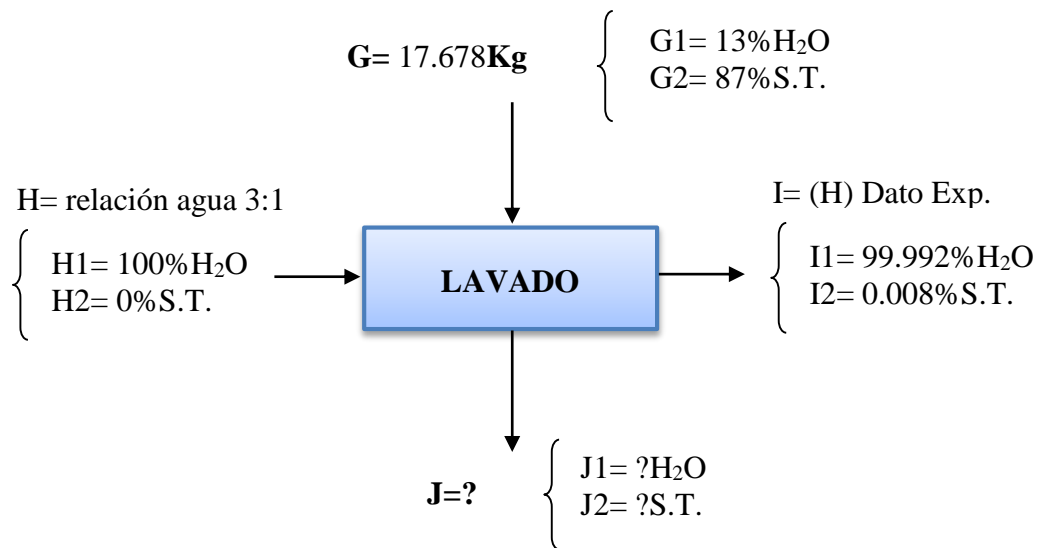 G= 17.678Kg
G1= 13%H₂O
G2= 87%S.T.
H= relación agua 3:1
H1= 100%H₂O
H2= 0%S.T.
LAVADO
I= (H) Dato Exp.
I1= 99.992%H₂O
I2= 0.008%S.T.
J=?
J1= ?H₂O
J2= ?S.T.